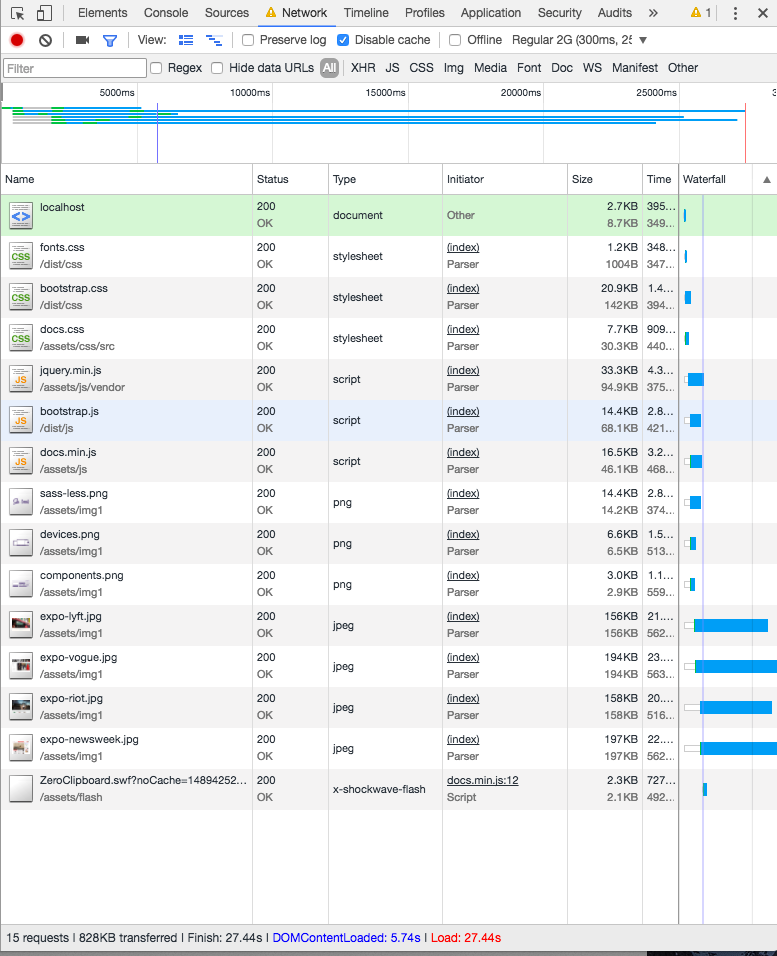 Elements Console Sources Network Timeline Profiles Application Security Audits » 1
View: Preserve log Disable cache Offline Regular 2G (300ms, 25
Filter Regex Hide data URLs All XHR JS CSS Img Media Font Doc WS Manifest Other
5000ms 10000ms 15000ms 20000ms 25000ms 3
Name Status Type Initiator Size Time Waterfall
localhost 200 OK document Other 2.7KB 8.7KB 395... 349...
fonts.css 200 (index) 1.2KB 348...
/dist/css OK stylesheet Parser 1004B 347...
bootstrap.css 200 (index) 20.9KB 1.4...
/dist/css OK stylesheet Parser 142KB 394...
docs.css 200 (index) 7.7KB 909...
/assets/css/src OK stylesheet Parser 30.3KB 440...
jquery.min.js 200 (index) 33.3KB 4.3...
/assets/js/vendor OK script Parser 94.9KB 375...
bootstrap.js 200 (index) 14.4KB 2.8...
/dist/js OK script Parser 68.1KB 421...
docs.min.js 200 (index) 16.5KB 3.2...
/assets/js OK script Parser 46.1KB 468...
sass-less.png 200 (index) 14.4KB 2.8...
/assets/img1 OK png Parser 14.2KB 374...
devices.png 200 (index) 6.6KB 1.5...
/assets/img1 OK png Parser 6.5KB 513...
components.png 200 (index) 3.0KB 1.1...
/assets/img1 OK png Parser 2.9KB 559...
expo-lyft.jpg 200 (index) 156KB 21....
/assets/img1 OK jpeg Parser 156KB 562...
expo-vogue.jpg 200 (index) 194KB 23....
/assets/img1 OK jpeg Parser 194KB 563...
expo-riot.jpg 200 (index) 158KB 20....
/assets/img1 OK jpeg Parser 158KB 516...
expo-newsweek.jpg 200 (index) 197KB 22....
/assets/img1 OK jpeg Parser 197KB 562...
ZeroClipboard.swf?noCache=14894252... 200 docs.min.js:12 2.3KB 727...
/assets/flash OK x-shockwave-flash Script 2.1KB 492...
15 requests | 828KB transferred | Finish: 27.44s | DOMContentLoaded: 5.74s | Load: 27.44s